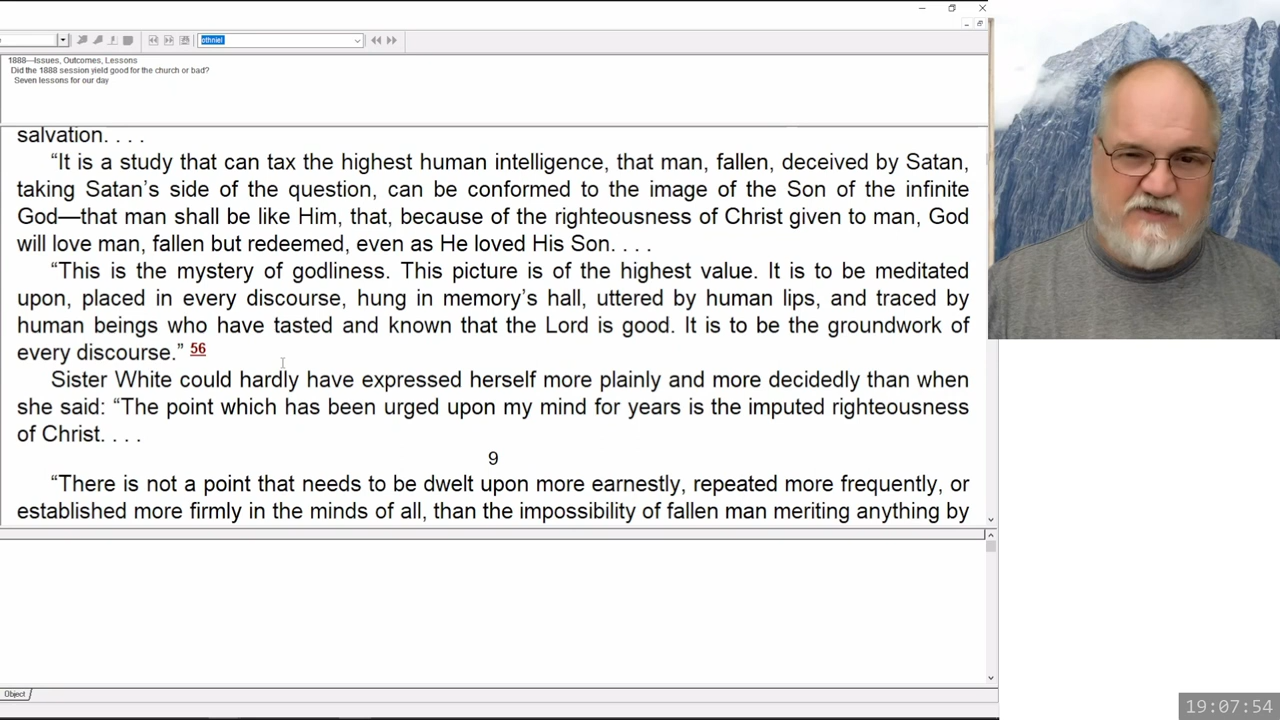 othniel
1888—Issues, Outcomes, Lessons
Did the 1888 session yield good for the church or bad?
Seven lessons for our day
salvation. . . .
“It is a study that can tax the highest human intelligence, that man, fallen, deceived by Satan,
taking Satan’s side of the question, can be conformed to the image of the Son of the infinite
God—that man shall be like Him, that, because of the righteousness of Christ given to man, God
will love man, fallen but redeemed, even as He loved His Son. . . .
“This is the mystery of godliness. This picture is of the highest value. It is to be meditated
upon, placed in every discourse, hung in memory’s hall, uttered by human lips, and traced by
human beings who have tasted and known that the Lord is good. It is to be the groundwork of
every discourse.” 56
Sister White could hardly have expressed herself more plainly and more decidedly than when
she said: “The point which has been urged upon my mind for years is the imputed righteousness
of Christ. . . .
9
“There is not a point that needs to be dwelt upon more earnestly, repeated more frequently, or
established more firmly in the minds of all, than the impossibility of fallen man meriting anything by
Object
19:07:54